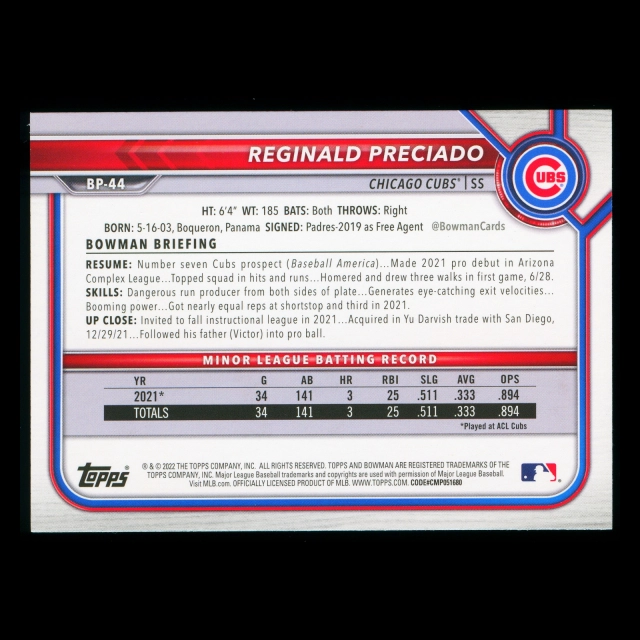 REGINALD PRECIADO
CUBS
BP-44
CHICAGO CUBS® | SS
HT: 6'4" WT: 185 BATS: Both THROWS: Right
BORN: 5-16-03, Boqueron, Panama SIGNED: Padres-2019 as Free Agent @BowmanCards
BOWMAN BRIEFING
RESUME: Number seven Cubs prospect (Baseball America)...Made 2021 pro debut in Arizona
Complex League...Topped squad in hits and runs...Homered and drew three walks in first game, 6/28.
SKILLS: Dangerous run producer from both sides of plate...Generates eye-catching exit velocities...
Booming power...Got nearly equal reps at shortstop and third in 2021.
UP CLOSE: Invited to fall instructional league in 2021...Acquired in Yu Darvish trade with San Diego,
12/29/21...Followed his father (Victor) into pro ball.
MINOR LEAGUE BATTING RECORD
YR G AB HR RBI SLG AVG OPS
2021* 34 141 3 25 .511 .333 .894
TOTALS 34 141 3 25 .511 .333 .894
*Played at ACL Cubs
TOPPS®
® & © 2022 THE TOPPS COMPANY, INC. ALL RIGHTS RESERVED. TOPPS AND BOWMAN ARE REGISTERED TRADEMARKS OF THE
TOPPS COMPANY, INC. Major League Baseball trademarks and copyrights are used with permission of Major League Baseball.
Visit MLB.com. OFFICIALLY LICENSED PRODUCT OF MLB. WWW.TOPPS.COM. CODE#CMP051680